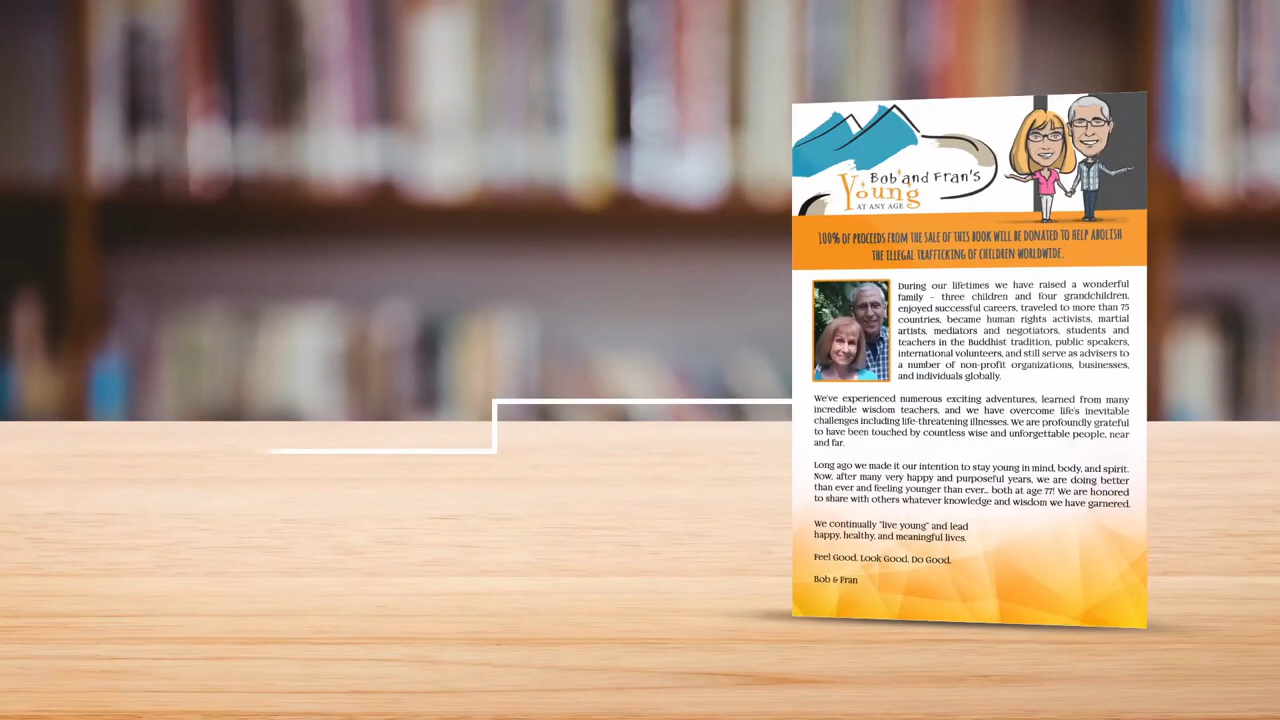 Bob and Fran's
Young
AT ANY AGE
100% OF PROCEEDS FROM THE SALE OF THIS BOOK WILL BE DONATED TO HELP ABOLISH
THE ILLEGAL TRAFFICKING OF CHILDREN WORLDWIDE.
During our lifetimes we have raised a wonderful
family – three children and four grandchildren,
enjoyed successful careers, traveled to more than 75
countries, became human rights activists, martial
artists, mediators and negotiators, students and
teachers in the Buddhist tradition, public speakers,
international volunteers, and still serve as advisers to
a number of non-profit organizations, businesses,
and individuals globally.
We've experienced numerous exciting adventures, learned from many
incredible wisdom teachers, and we have overcome life's inevitable
challenges including life-threatening illnesses. We are profoundly grateful
to have been touched by countless wise and unforgettable people, near
and far.
Long ago we made it our intention to stay young in mind, body, and spirit.
Now, after many very happy and purposeful years, we are doing better
than ever and feeling younger than ever... both at age 77! We are honored
to share with others whatever knowledge and wisdom we have garnered.
We continually "live young" and lead
happy, healthy, and meaningful lives.
Feel Good. Look Good. Do Good.
Bob & Fran